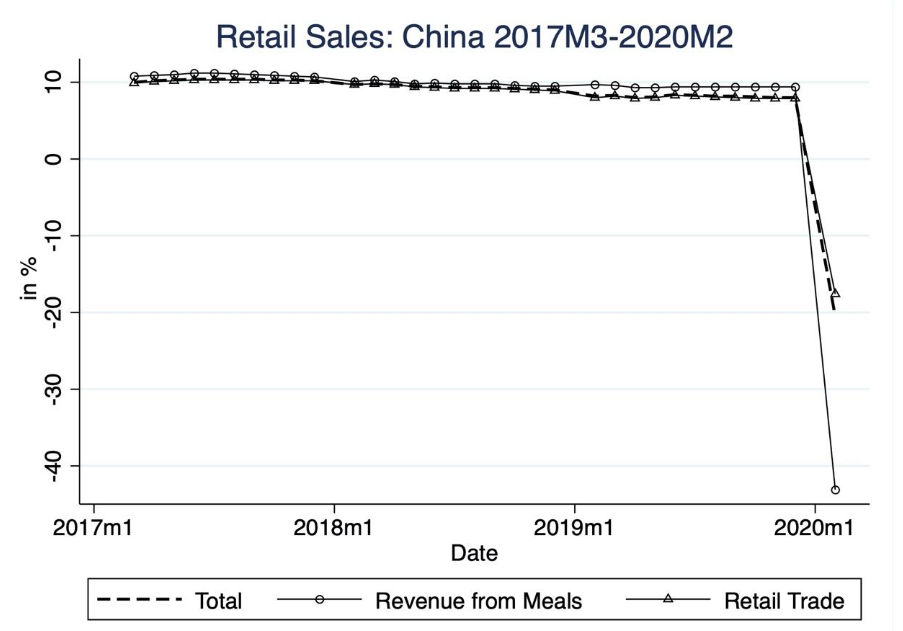 Retail Sales: China 2017M3-2020M2
in %
10
0
-10
-20
-30
-40
2017m1 2018m1 2019m1 2020m1
Date
Total Revenue from Meals Retail Trade